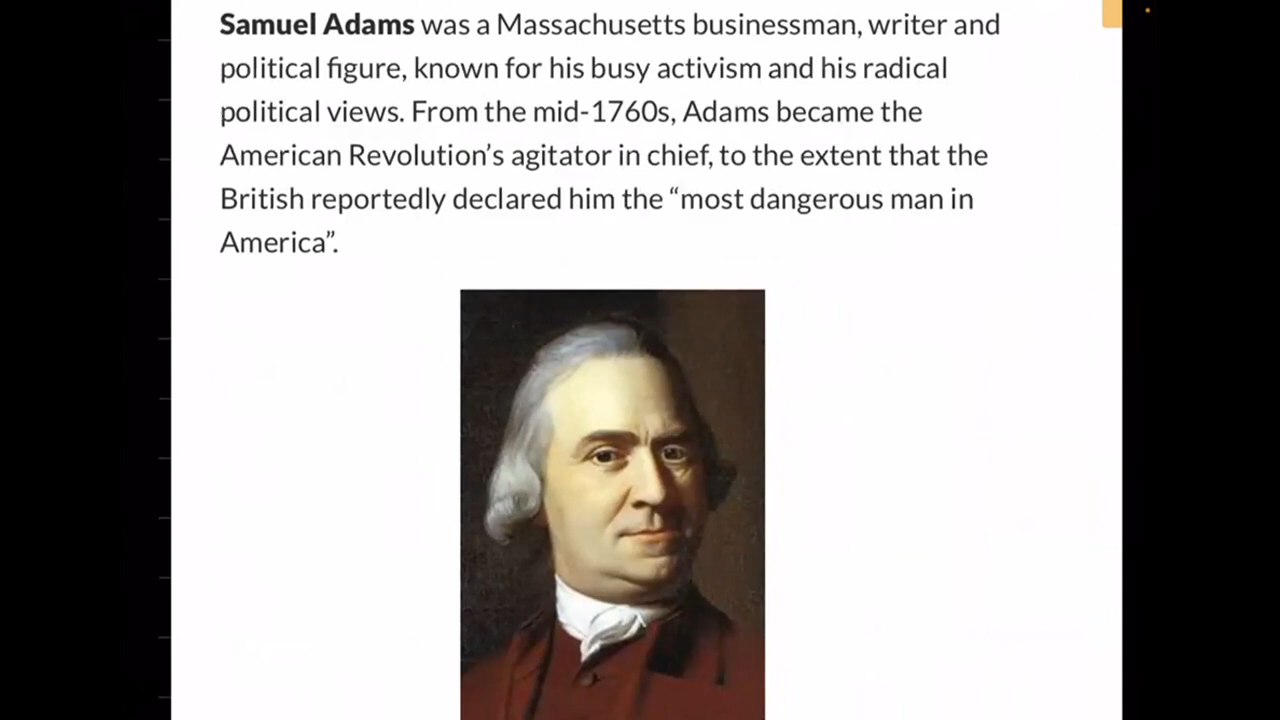 Samuel Adams was a Massachusetts businessman, writer and
political figure, known for his busy activism and his radical
political views. From the mid-1760s, Adams became the
American Revolution’s agitator in chief, to the extent that the
British reportedly declared him the “most dangerous man in
America”.